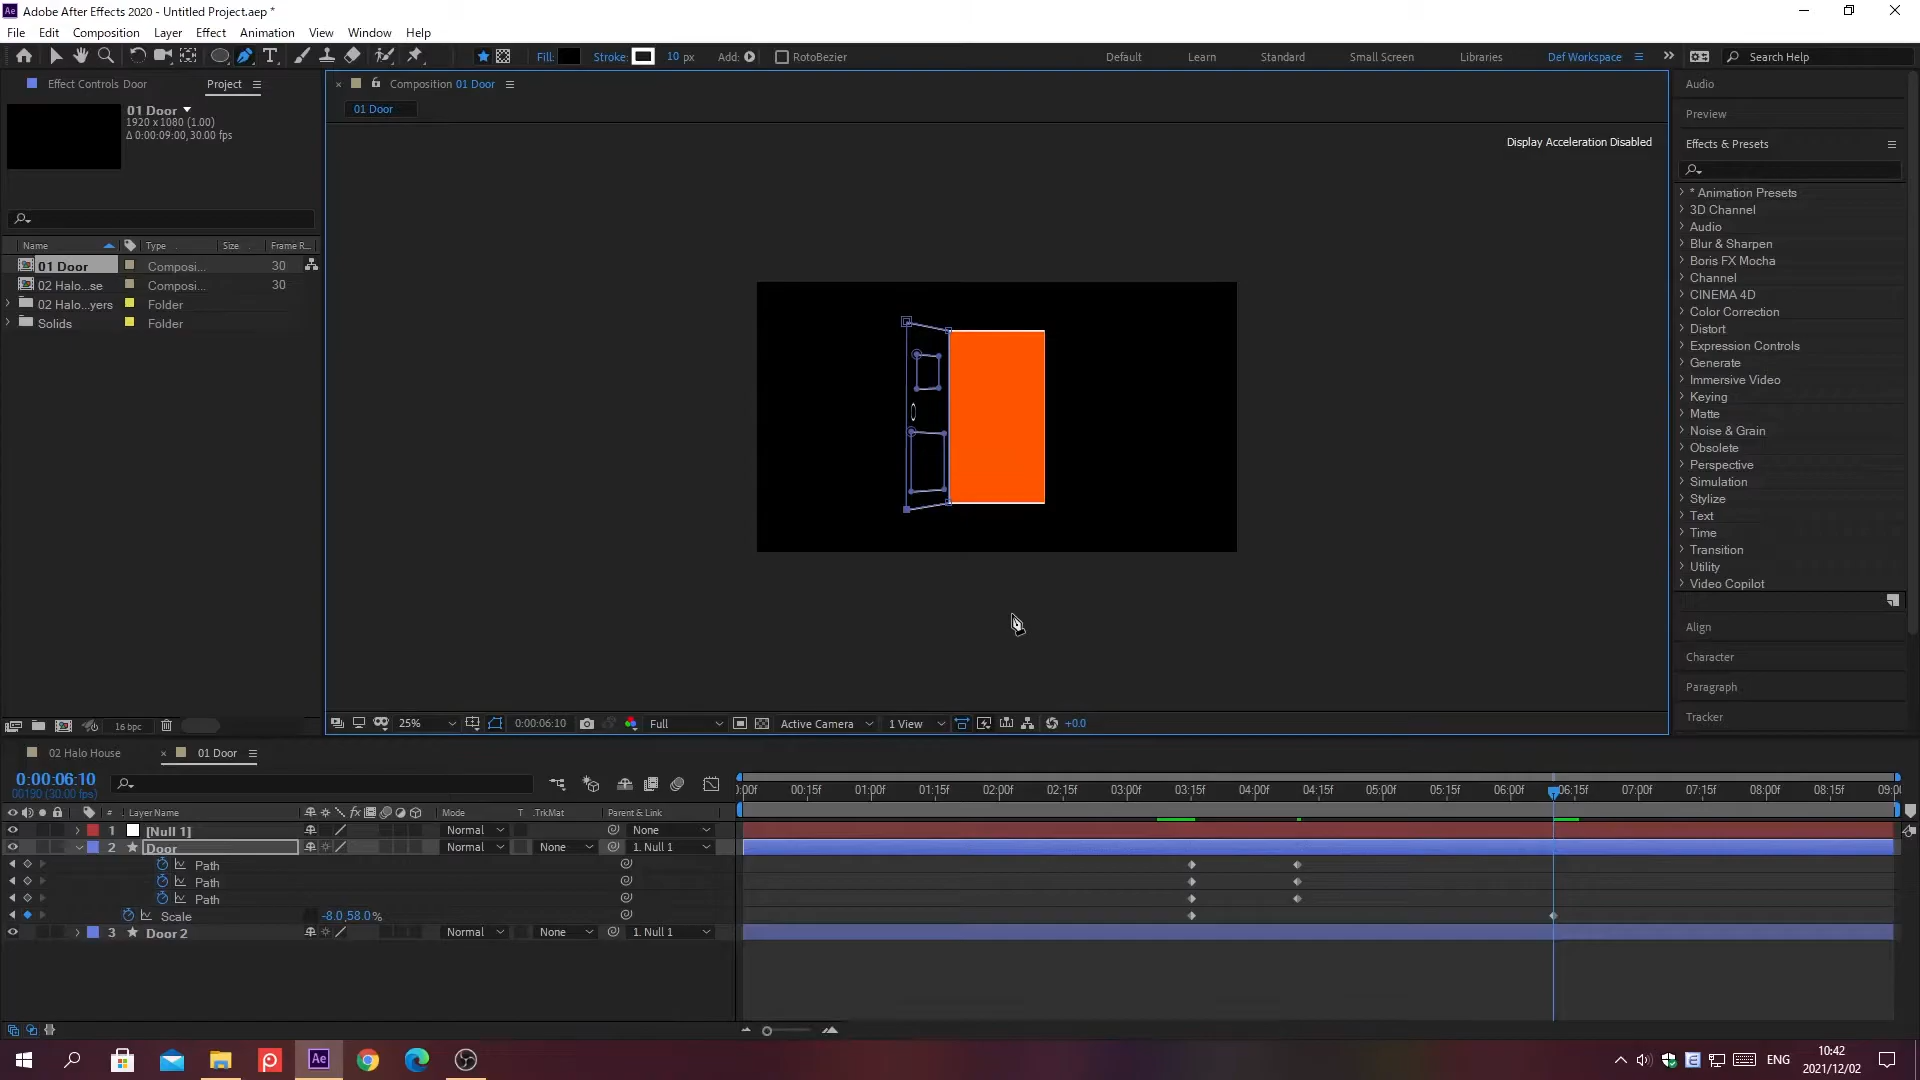 Adobe After Effects 2020 - Untitled Project.aep *
File Edit Composition Layer Effect Animation View Window Help
Fill: Stroke: 10 px Add: RotoBezier Default Learn Standard Small Screen Libraries Def Workspace Search Help
Effect Controls Door Project
Composition 01 Door
01 Door
01 Door
1920 x 1080 (1.00)
Δ 0:00:09:00, 30.00 fps
Name Type Size Frame R...
01 Door Composi... 30
02 Halo...se Composi... 30
02 Halo...yers Folder
Solids Folder
16 bpc
Display Acceleration Disabled
25% 0:00:06:10 Full Active Camera 1 View +0.0
Audio
Preview
Effects & Presets
* Animation Presets
3D Channel
Audio
Blur & Sharpen
Boris FX Mocha
Channel
CINEMA 4D
Color Correction
Distort
Expression Controls
Generate
Immersive Video
Keying
Matte
Noise & Grain
Obsolete
Perspective
Simulation
Stylize
Text
Time
Transition
Utility
Video Copilot
Align
Character
Paragraph
Tracker
02 Halo House 01 Door
0:00:06:10
00190 (30.00 fps)
:00f 00:15f 01:00f 01:15f 02:00f 02:15f 03:00f 03:15f 04:00f 04:15f 05:00f 05:15f 06:00f 06:15f 07:00f 07:15f 08:00f 08:15f 09:0
# Layer Name Mode T .TrkMat Parent & Link
1 [Null 1] Normal None
2 Door Normal None 1. Null 1
Path
Path
Path
Scale -8.0,58.0%
3 Door 2 Normal None 1. Null 1
ENG 10:42
2021/12/02